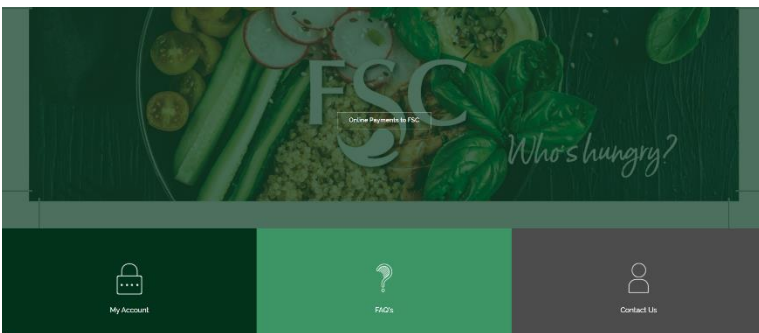 FSC
Online Payments to FSC
Who's hungry?
My Account
FAQ's
Contact Us